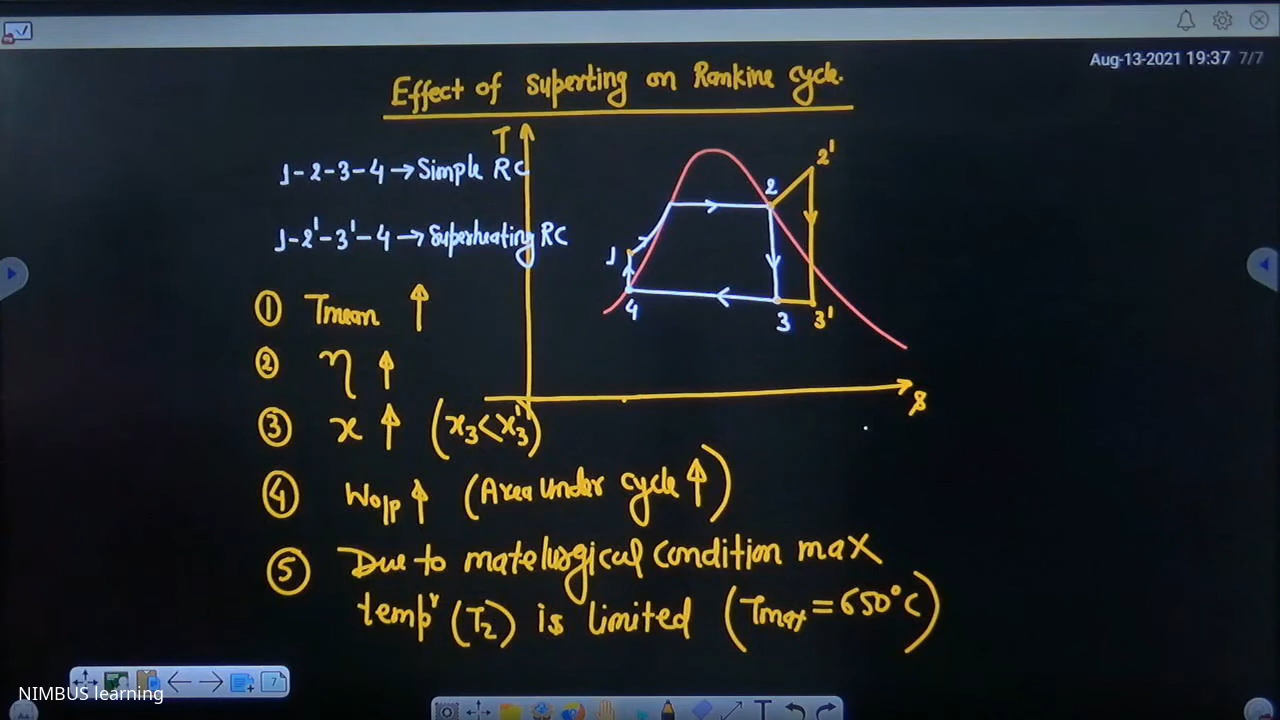 Aug-13-2021 19:37 7/7
Effect of Superting on Rankine cycle.
T
1-2-3-4→Simple RC
1-2'-3'-4→Superheating RC
2'
2
1
4
3
3'
s
① Tmean ↑
② η ↑
③ x ↑ (x3<x3')
④ Wo/p ↑ (Area under cycle ↑)
⑤ Due to matelurgical condition max
tempr (T2) is limited (Tmax=650°C)
7
NIMBUS learning
T